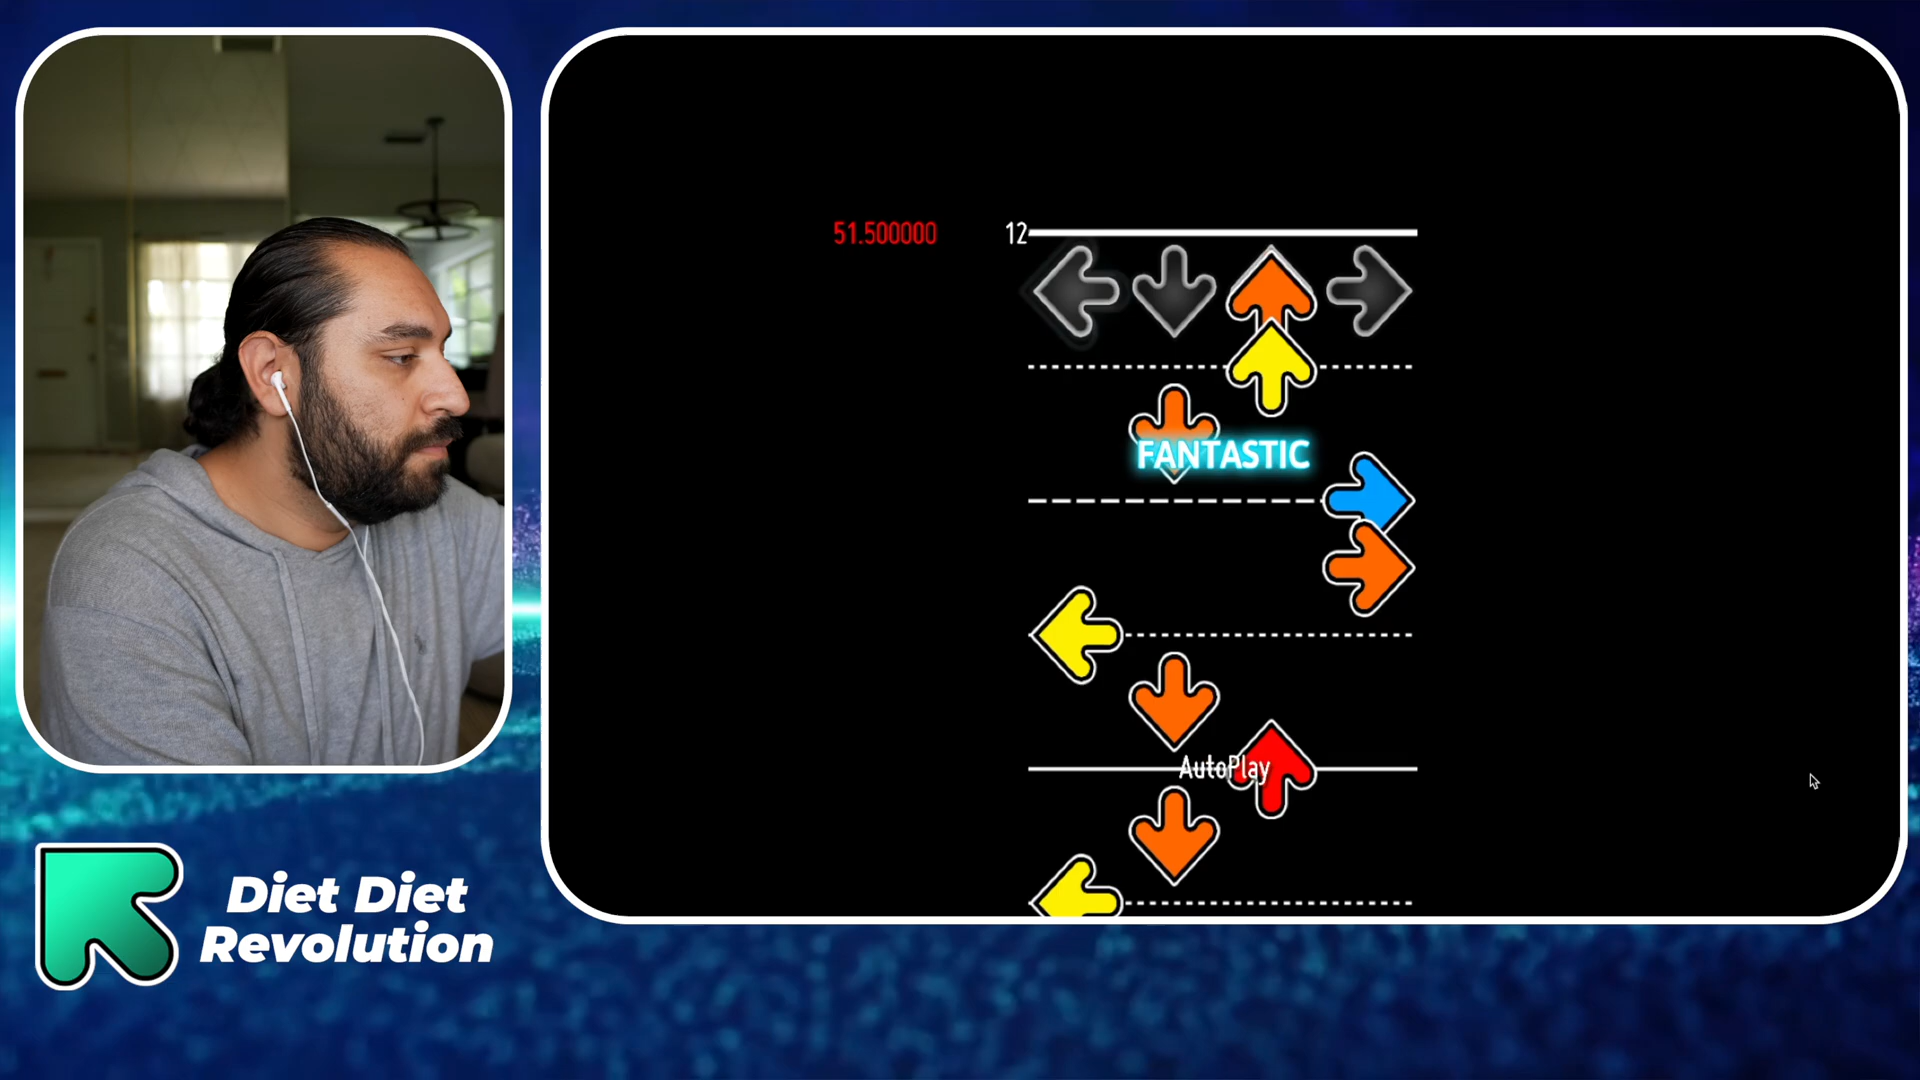 51.500000
12
FANTASTIC
AutoPlay
Diet Diet
Revolution